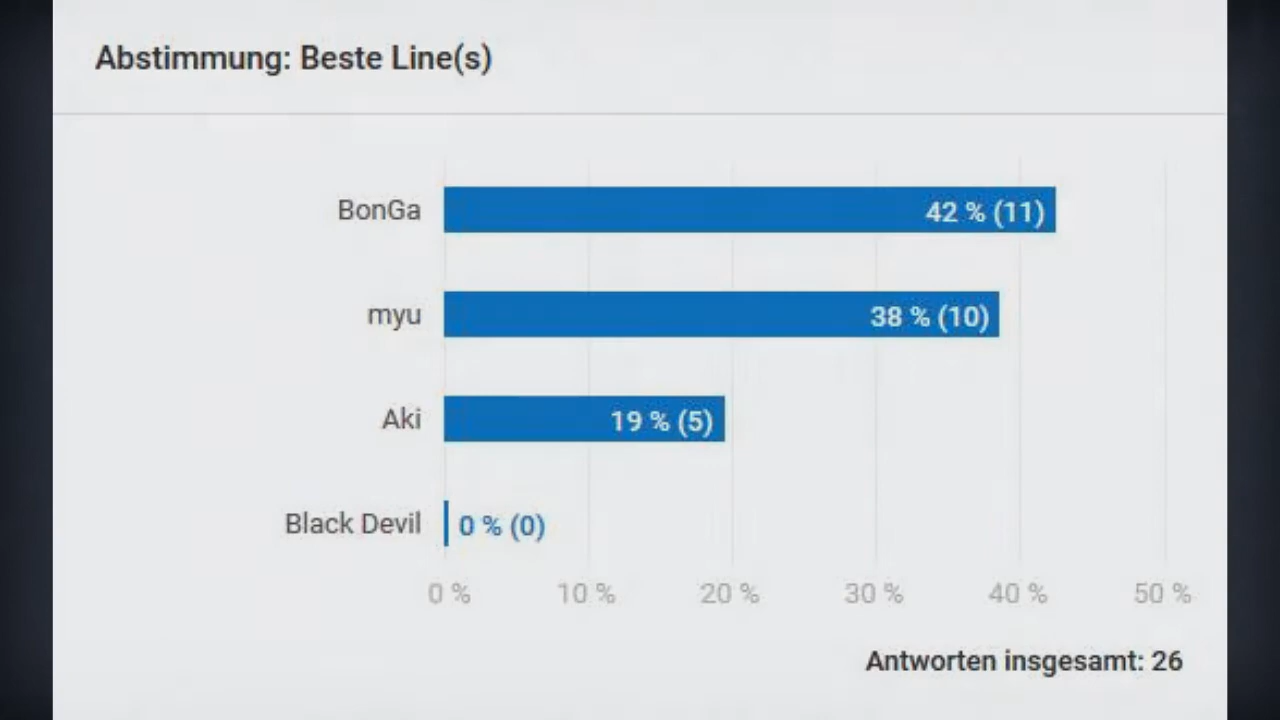 Abstimmung: Beste Line(s)
BonGa 42 % (11)
myu 38 % (10)
Aki 19 % (5)
Black Devil 0 % (0)
0 % 10 % 20 % 30 % 40 % 50 %
Antworten insgesamt: 26